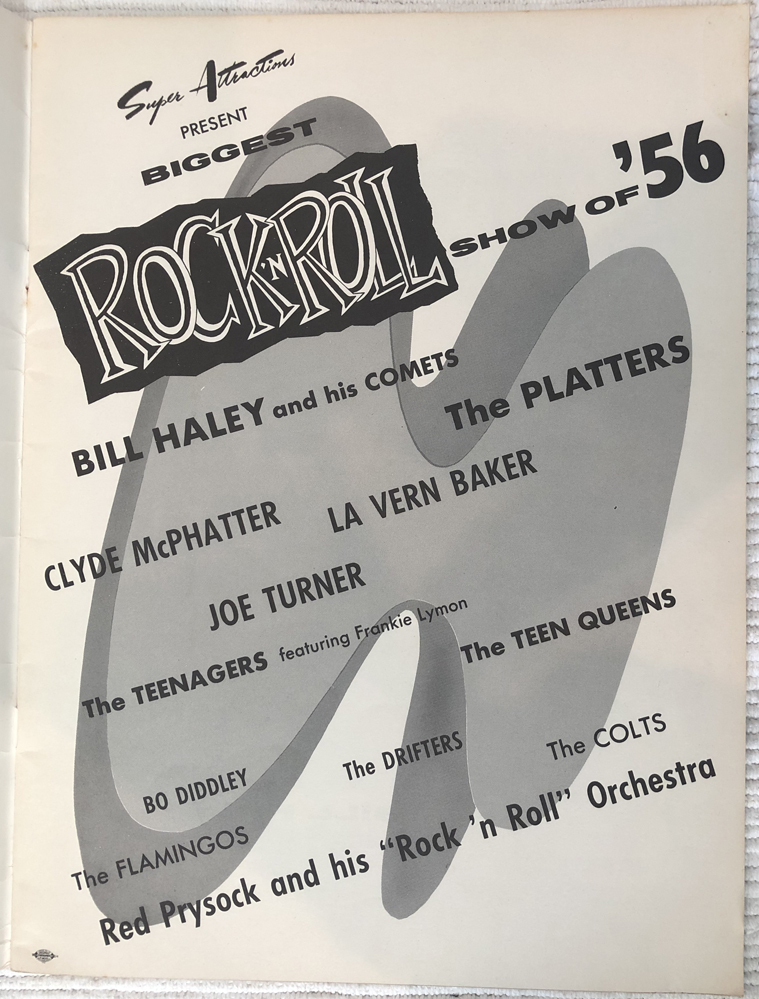 Super Attractions
PRESENT
BIGGEST
ROCK 'N ROLL
SHOW OF '56
BILL HALEY and his COMETS
The PLATTERS
CLYDE McPHATTER
LA VERN BAKER
JOE TURNER
The TEENAGERS featuring Frankie Lymon
The TEEN QUEENS
BO DIDDLEY
The DRIFTERS
The COLTS
The FLAMINGOS
Red Prysock and his "Rock 'n Roll" Orchestra